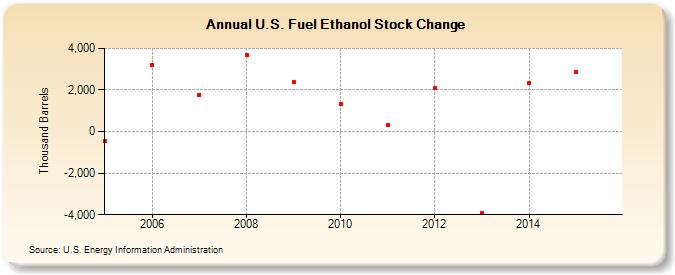 Annual U.S. Fuel Ethanol Stock Change
Thousand Barrels
4,000
2,000
0
-2,000
-4,000
2006 2008 2010 2012 2014
Source: U.S. Energy Information Administration